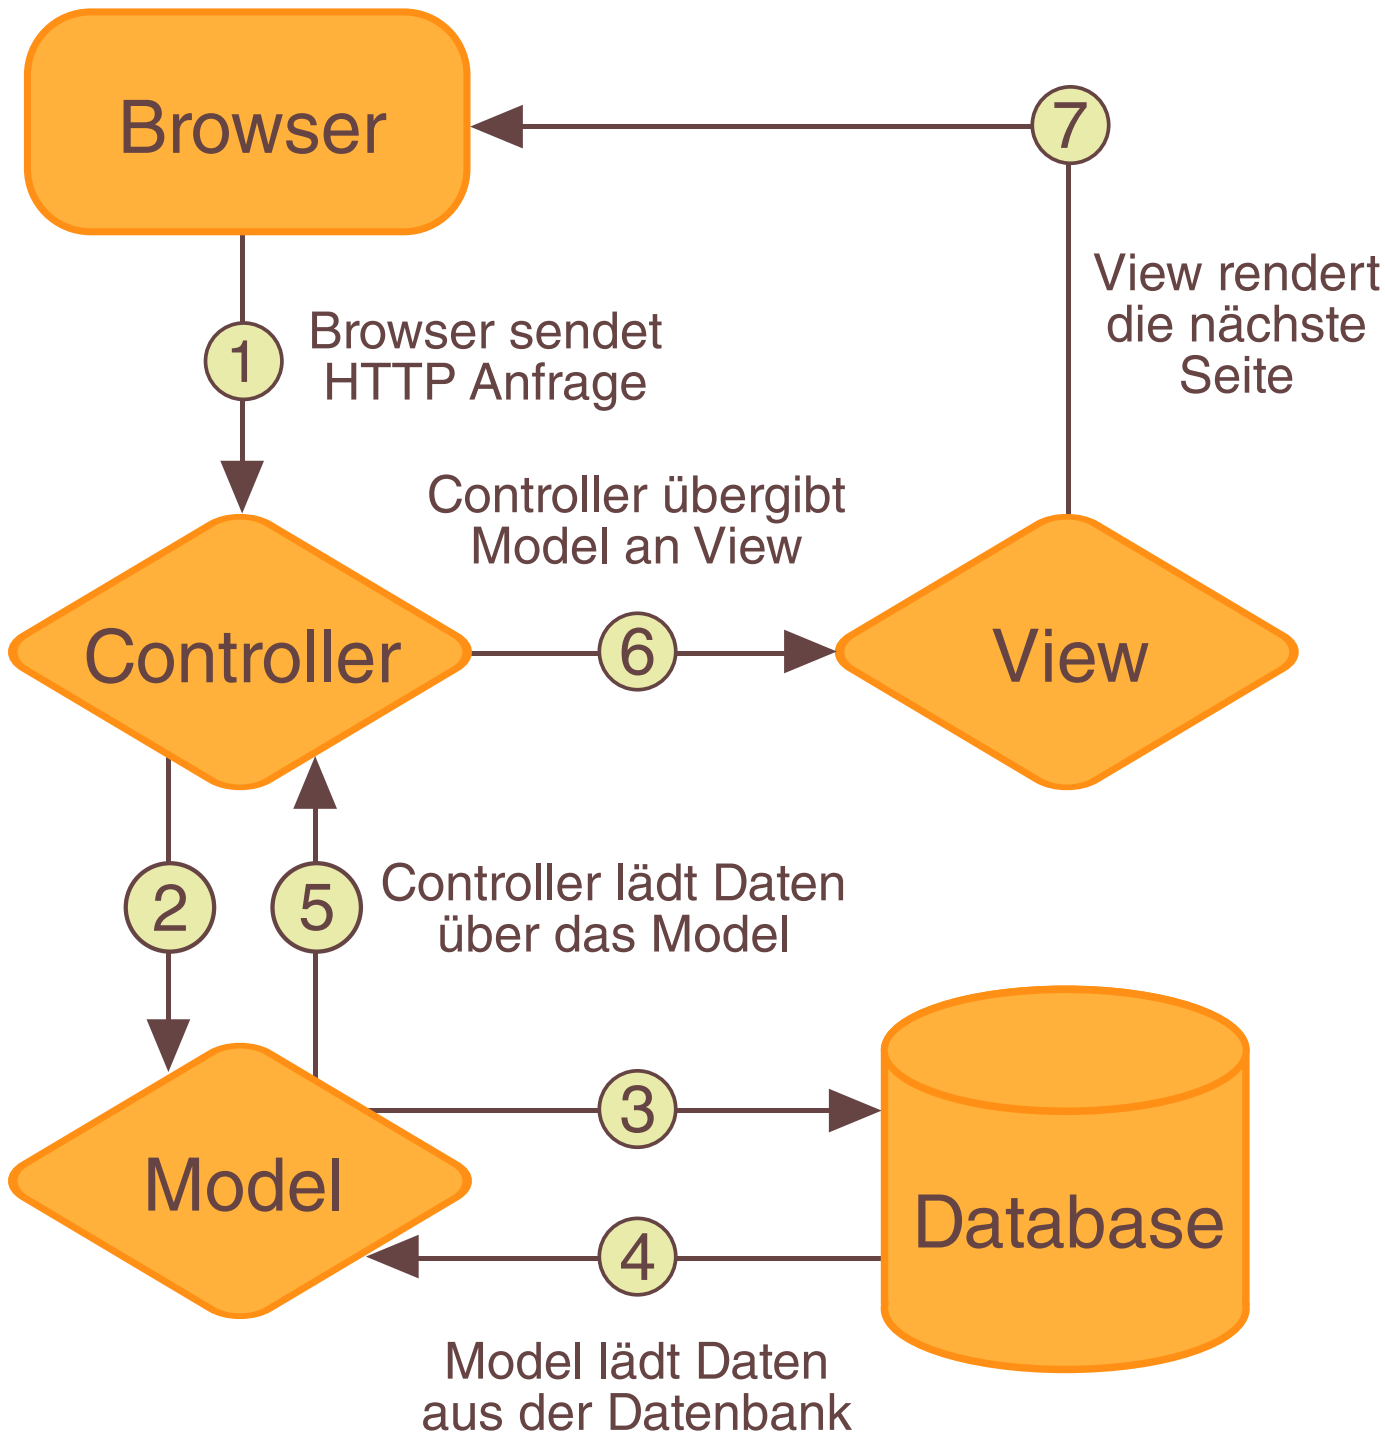 Browser
7
View rendert
die nächste
Seite
1
Browser sendet
HTTP Anfrage
Controller übergibt
Model an View
Controller
6
View
2
5
Controller lädt Daten
über das Model
3
Model
Database
4
Model lädt Daten
aus der Datenbank